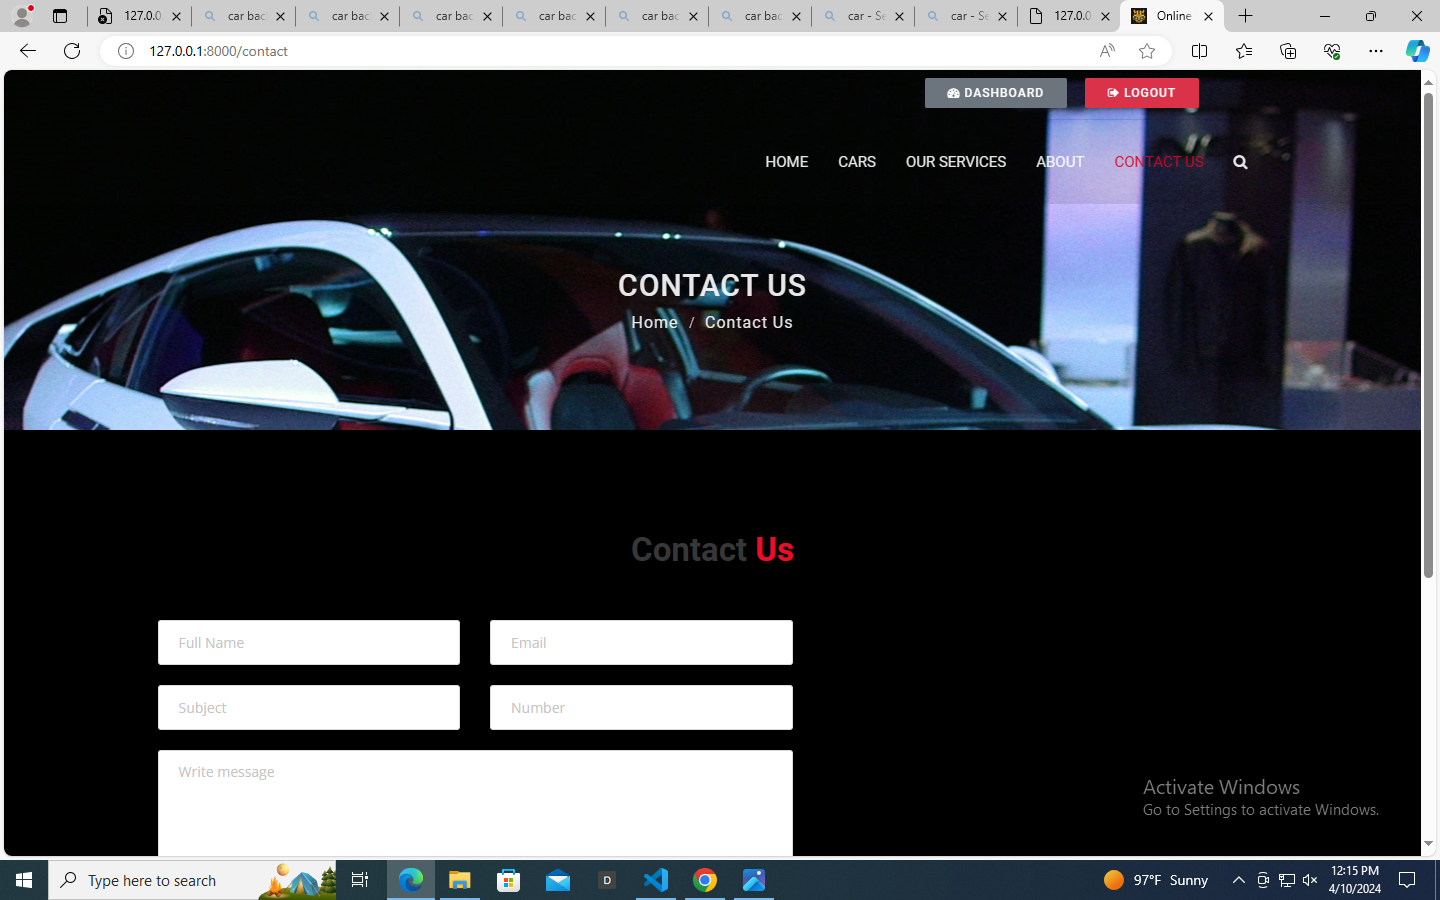 127.0.0
car bac
car bac
car bac
car bac
car bac
car bac
car - Se
car - Se
127.0.0
Online
127.0.0.1:8000/contact
DASHBOARD
LOGOUT
HOME CARS OUR SERVICES ABOUT CONTACT US
CONTACT US
Home / Contact Us
Contact Us
Full Name
Email
Subject
Number
Write message
Activate Windows
Go to Settings to activate Windows.
Type here to search
D
97°F Sunny
12:15 PM
4/10/2024